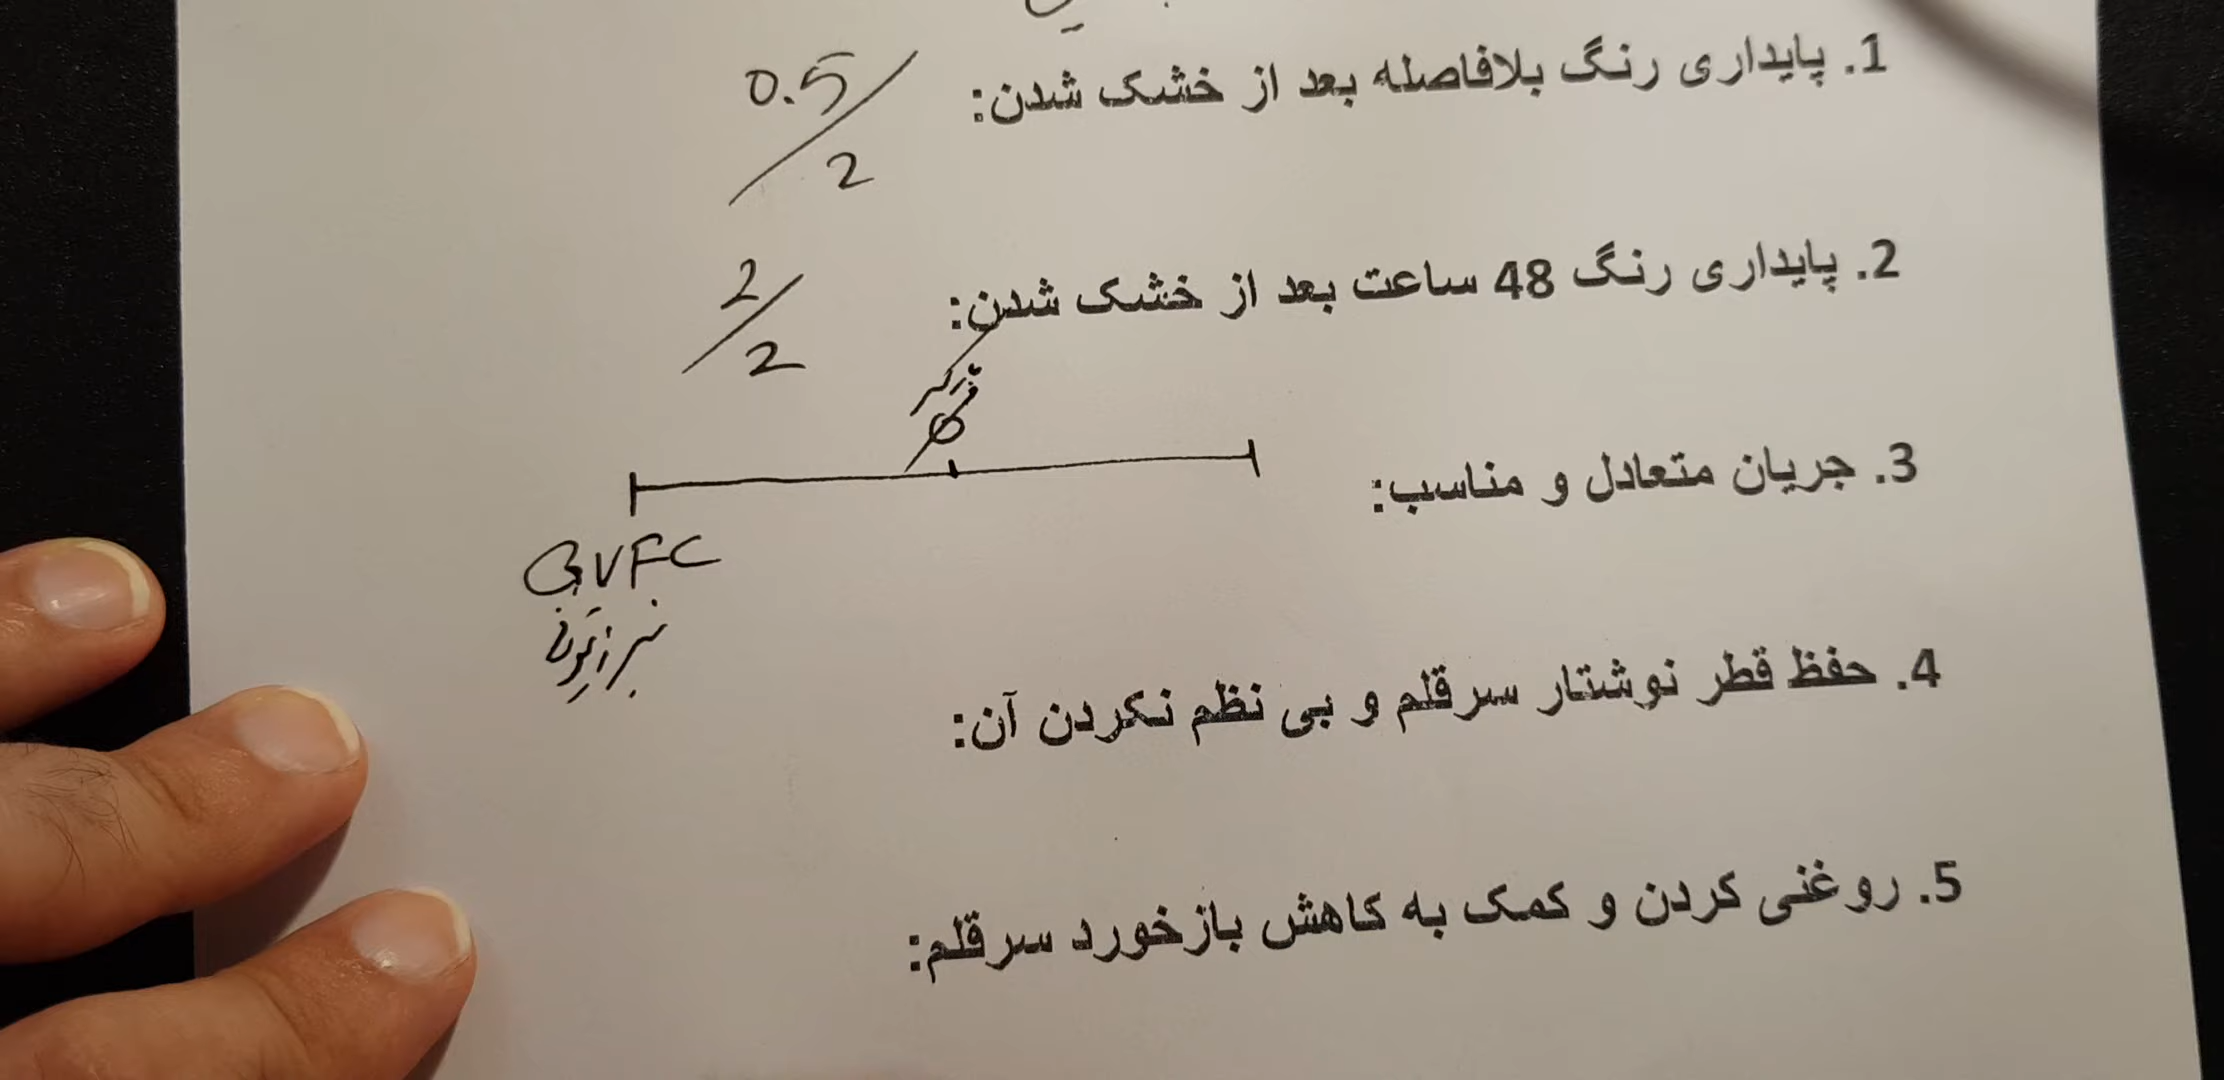 1. پایداری رنگ بلافاصله بعد از خشک شدن:
0.5/2
2. پایداری رنگ 48 ساعت بعد از خشک شدن:
2/2
3. جریان متعادل و مناسب:
GVFC
4. حفظ قطر نوشتار سرقلم و بی نظم نکردن آن:
5. روغنی کردن و کمک به کاهش بازخورد سرقلم: